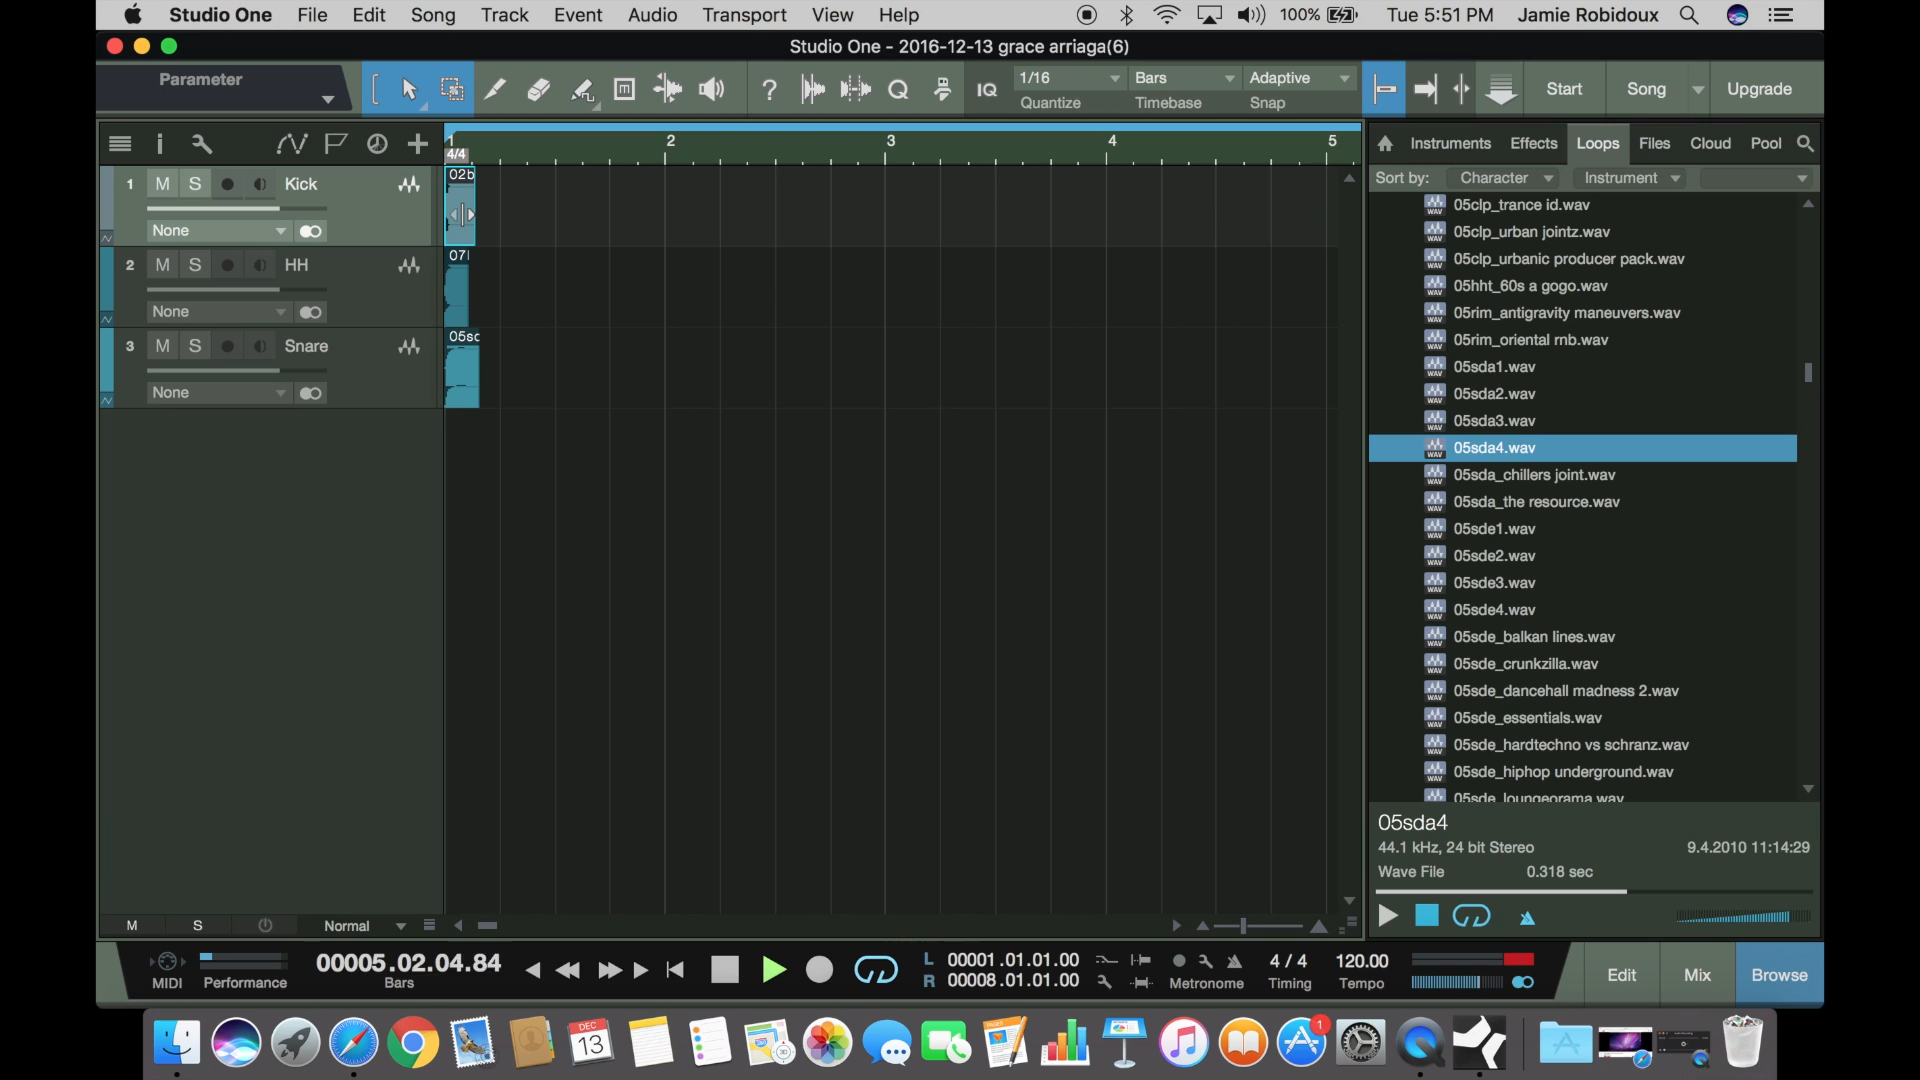 Studio One File Edit Song Track Event Audio Transport View Help 100% Tue 5:51 PM Jamie Robidoux
Studio One - 2016-12-13 grace arriaga(6)
Parameter
? Q IQ 1/16 Bars Adaptive Start Song Upgrade
Quantize Timebase Snap
1 2 3 4 5
4/4
Instruments Effects Loops Files Cloud Pool
Sort by: Character Instrument
1 M S Kick
None
02b
2 M S HH
None
07l
3 M S Snare
None
05sc
05clp_trance id.wav
05clp_urban jointz.wav
05clp_urbanic producer pack.wav
05hht_60s a gogo.wav
05rim_antigravity maneuvers.wav
05rim_oriental rnb.wav
05sda1.wav
05sda2.wav
05sda3.wav
05sda4.wav
05sda_chillers joint.wav
05sda_the resource.wav
05sde1.wav
05sde2.wav
05sde3.wav
05sde4.wav
05sde_balkan lines.wav
05sde_crunkzilla.wav
05sde_dancehall madness 2.wav
05sde_essentials.wav
05sde_hardtechno vs schranz.wav
05sde_hiphop underground.wav
05sde_loungeorama.wav
05sda4
44.1 kHz, 24 bit Stereo 9.4.2010 11:14:29
Wave File 0.318 sec
M S Normal
MIDI Performance
00005.02.04.84
Bars
L 00001.01.01.00
R 00008.01.01.00
Metronome
4 / 4
Timing
120.00
Tempo
Edit Mix Browse
DEC
13
1